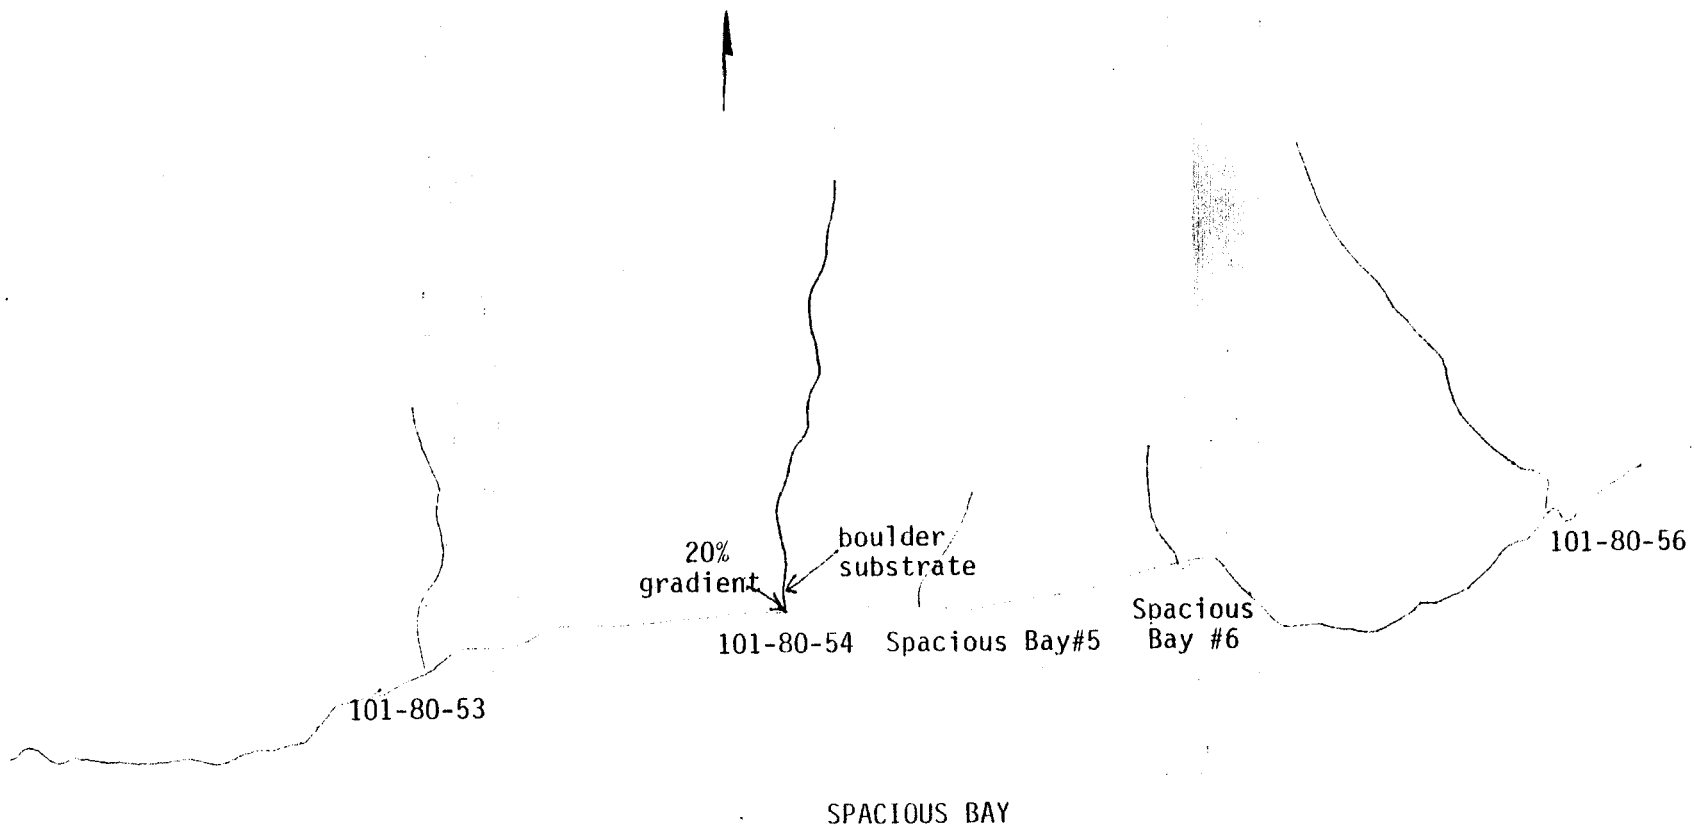 20%
gradient
boulder
substrate
101-80-56
101-80-54
Spacious Bay#5
Spacious
Bay #6
101-80-53
SPACIOUS BAY